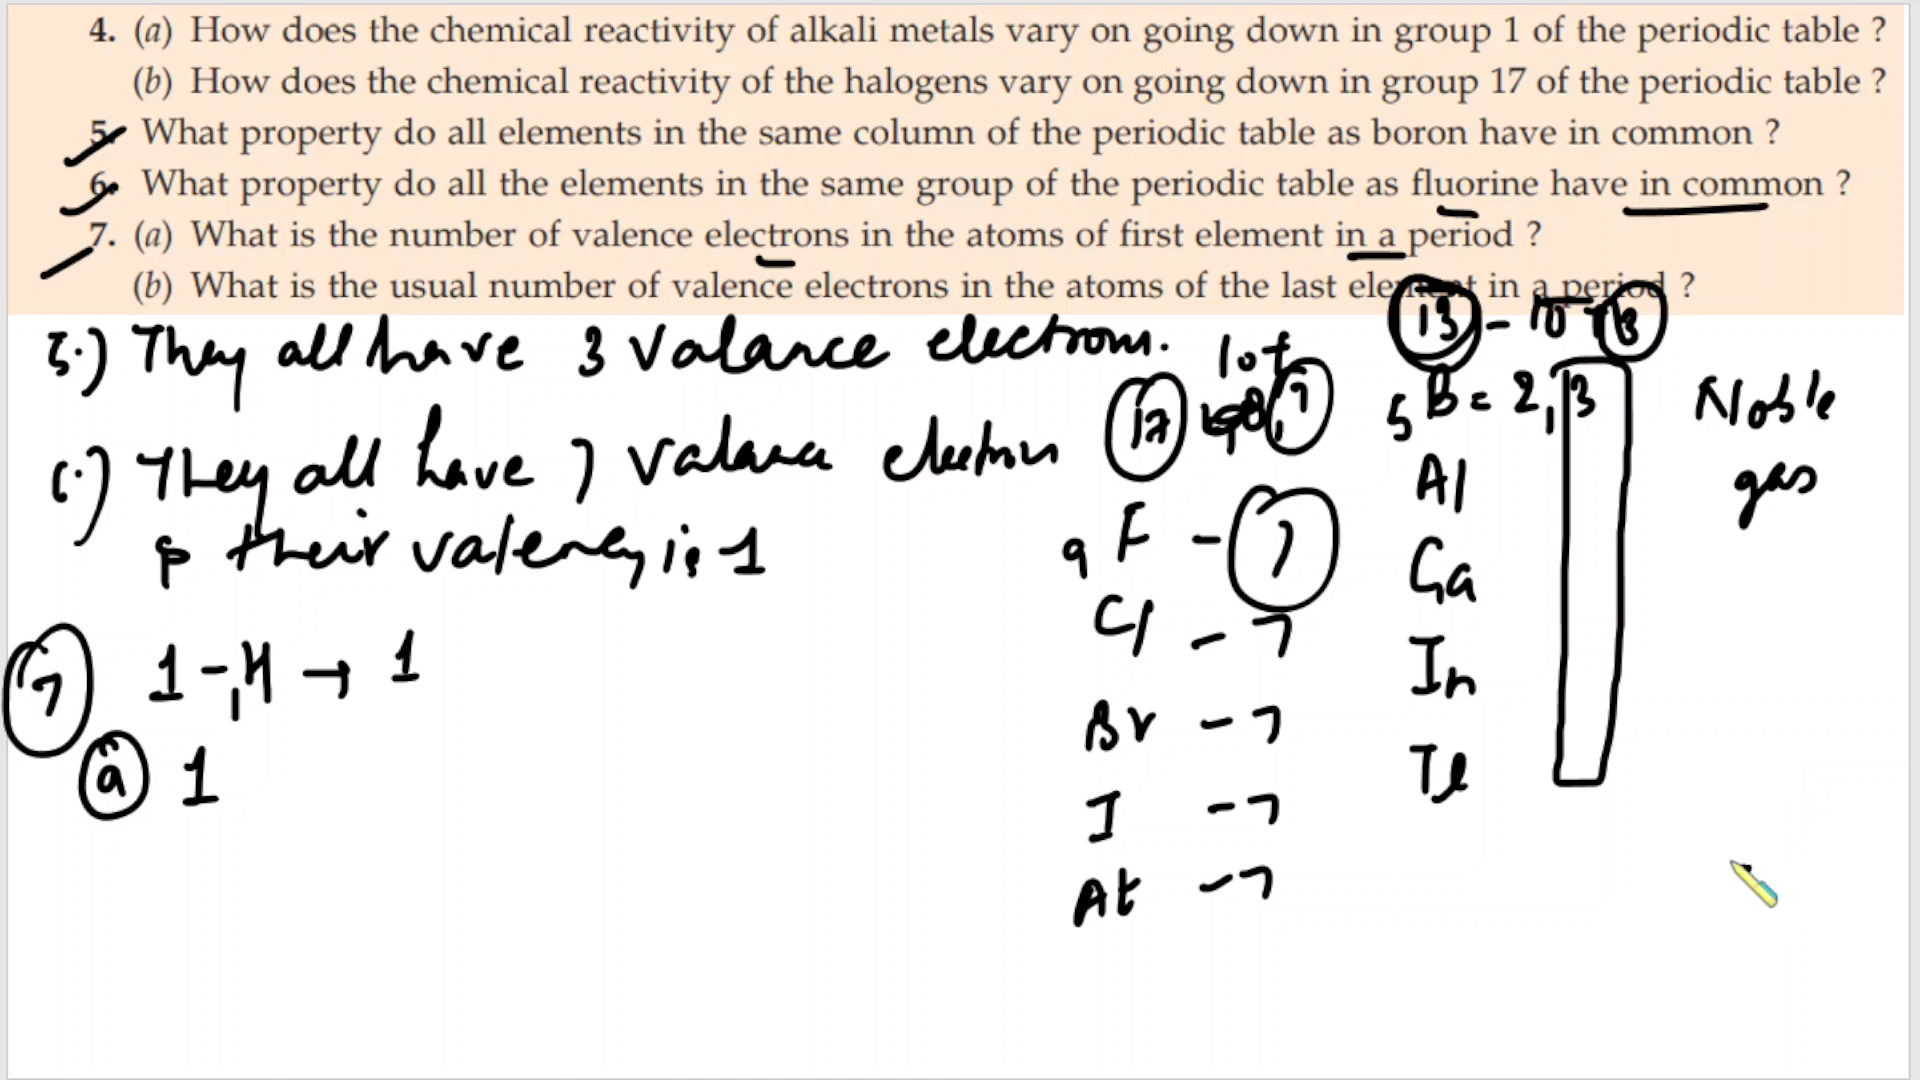 4. (a) How does the chemical reactivity of alkali metals vary on going down in group 1 of the periodic table ?
(b) How does the chemical reactivity of the halogens vary on going down in group 17 of the periodic table ?
5. What property do all elements in the same column of the periodic table as boron have in common ?
6. What property do all the elements in the same group of the periodic table as fluorine have in common ?
7. (a) What is the number of valence electrons in the atoms of first element in a period ?
(b) What is the usual number of valence electrons in the atoms of the last element in a period ?
5.) They all have 3 valance electrons.
6.) They all have 7 valance electron
& their valency is 1
7 1 - 1H → 1
a 1
17
9 F - 7
Cl - 7
Br - 7
I - 7
At - 7
13 - 10 3
5 B = 2, 3
Al
Ga
In
Tl
Noble
gas